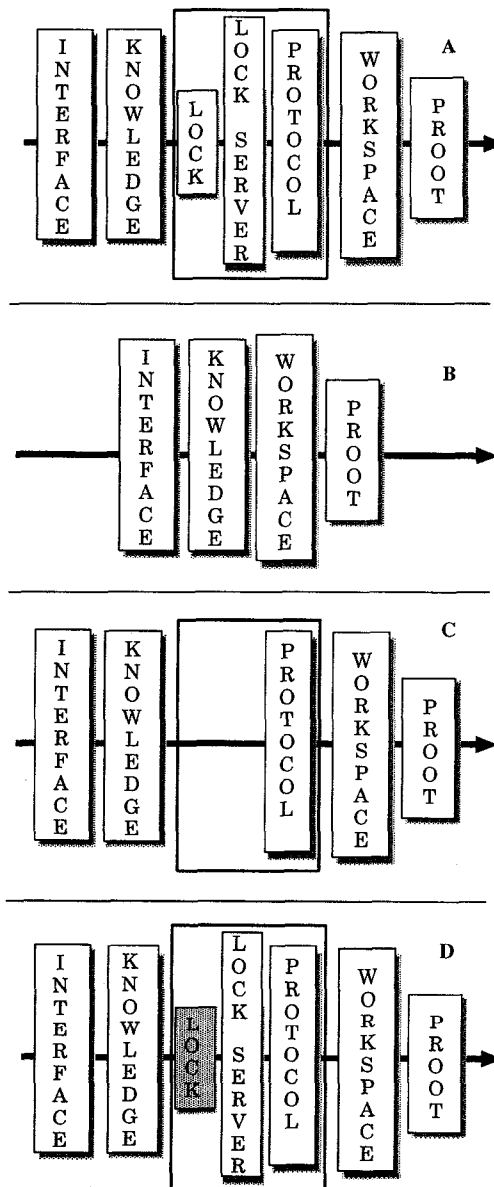 A
INTERFACE
KNOWLEDGE
LOCK
LOCK SERVER
PROTOCOL
WORKSPACE
PROOT
B
INTERFACE
KNOWLEDGE
WORKSPACE
PROOT
C
INTERFACE
KNOWLEDGE
PROTOCOL
WORKSPACE
PROOT
D
INTERFACE
KNOWLEDGE
LOCK
LOCK SERVER
PROTOCOL
WORKSPACE
PROOT